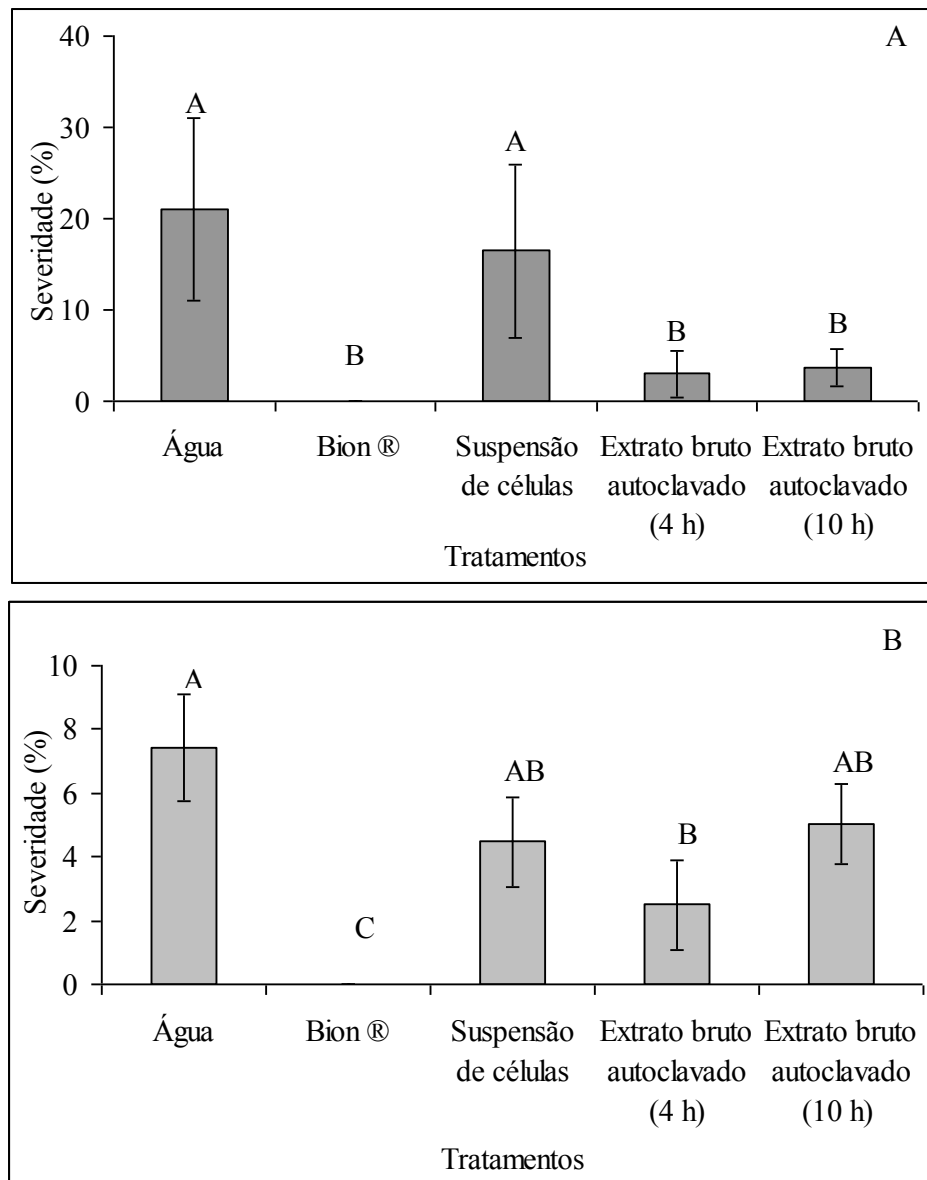 A
40
30
20
10
0
Severidade (%)
A
B
A
B
B
Água Bion ® Suspensão Extrato bruto Extrato bruto
de células autoclavado autoclavado
(4 h) (10 h)
Tratamentos
B
10
8
6
4
2
0
Severidade (%)
A
C
AB
B
AB
Água Bion ® Suspensão Extrato bruto Extrato bruto
de células autoclavado autoclavado
(4 h) (10 h)
Tratamentos